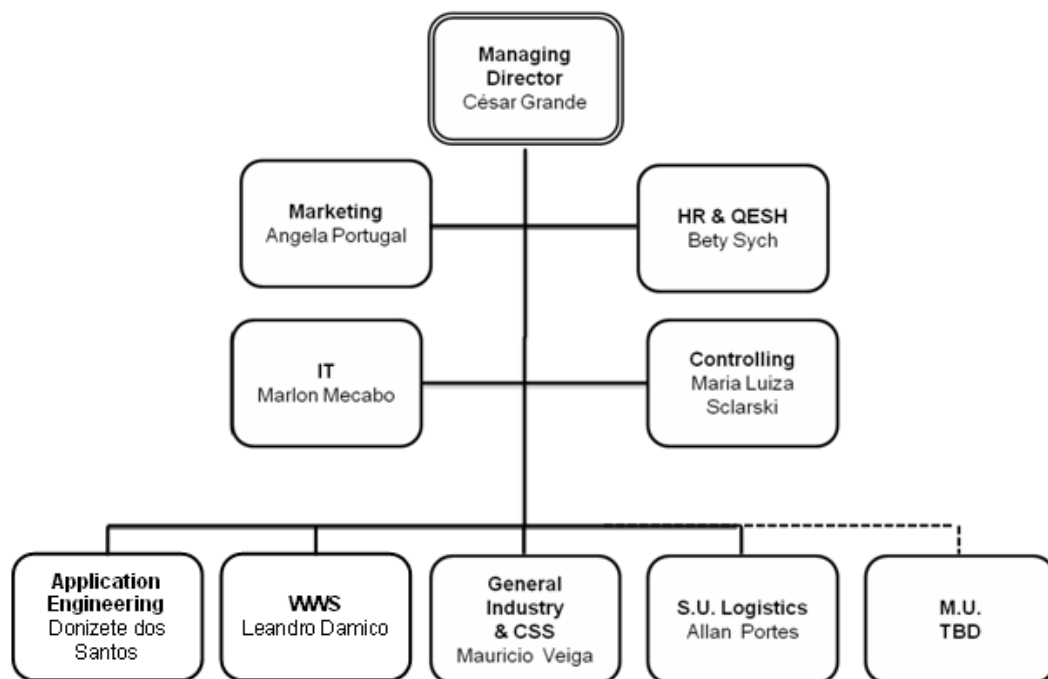 Managing
Director
César Grande
Marketing
Angela Portugal
HR & QESH
Bety Sych
IT
Marlon Mecabo
Controlling
Maria Luiza
Sclarski
Application
Engineering
Donizete dos
Santos
WWS
Leandro Damico
General
Industry
& CSS
Mauricio Veiga
S.U. Logistics
Allan Portes
M.U.
TBD